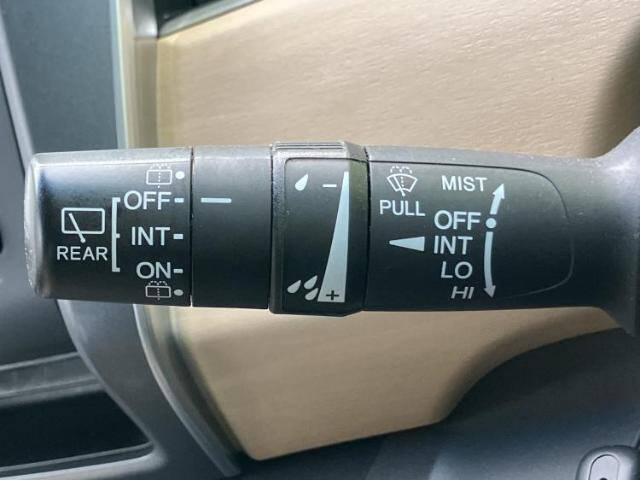 OFF
INT
ON
REAR
-
+
PULL
MIST
OFF
INT
LO
HI